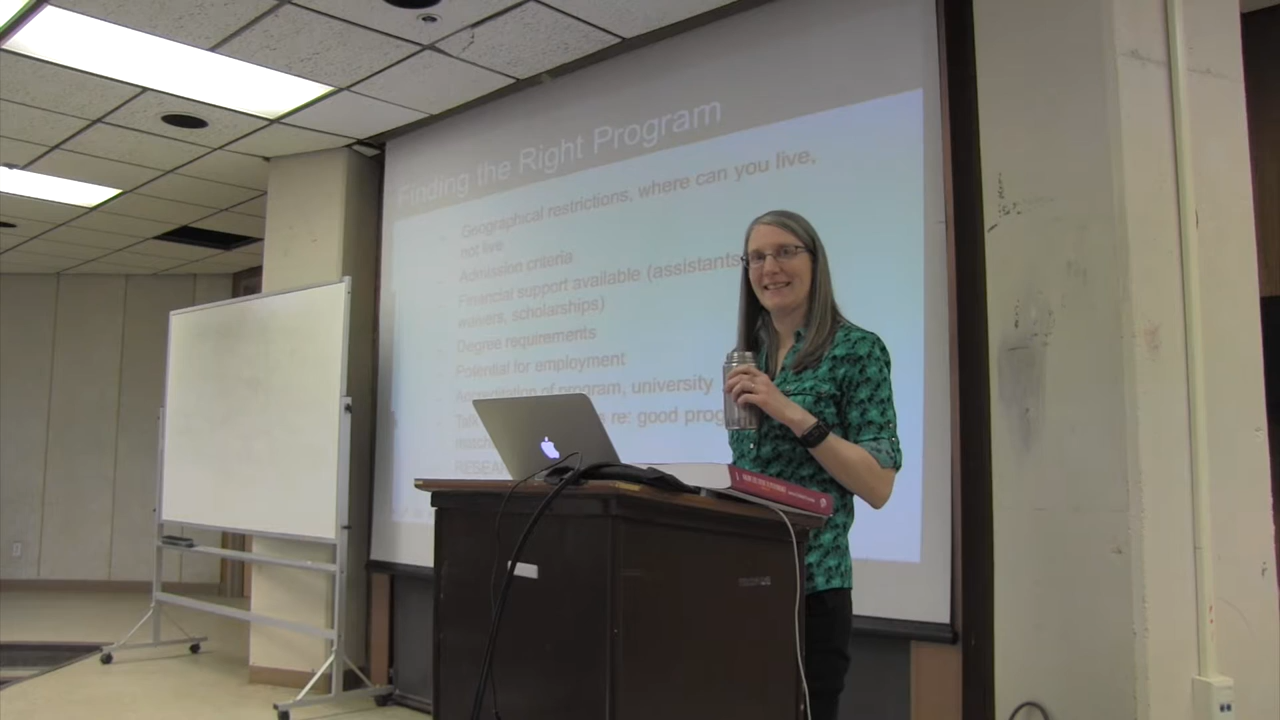 Finding the Right Program
Geographical restrictions, where can you live,
not live
Admission criteria
Financial support available (assistants
waivers, scholarships)
Degree requirements
Potential for employment
Accreditation of program, university
re: good prog